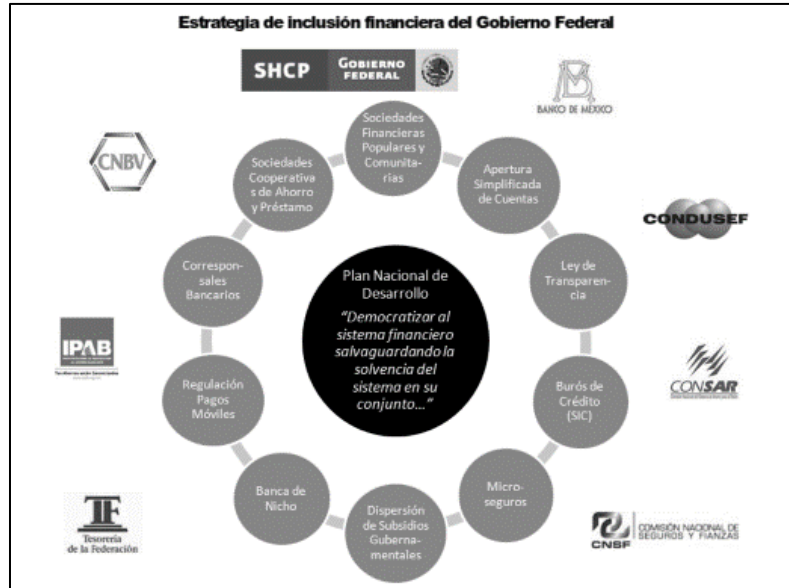 Estrategia de inclusión financiera del Gobierno Federal
SHCP
GOBIERNO
FEDERAL
BANCO DE MÉXICO
CNBV
Sociedades
Financieras
Populares y
Comunita-
rias
Sociedades
Cooperativa
s de Ahorro
y Préstamo
Apertura
Simplificada
de Cuentas
CONDUSEF
Correspon-
sales
Bancarios
Plan Nacional de
Desarrollo
“Democratizar al
sistema financiero
salvaguardando la
solvencia del
sistema en su
conjunto...“
Ley de
Transparen-
cia
IPAB
CONSAR
Regulación
Pagos
Móviles
Burós de
Crédito
(SIC)
Banca de
Nicho
Micro-
seguros
Dispersión
de Subsidios
Guberna-
mentales
TF
Tesorería
de la Federación
CNSF
COMISIÓN NACIONAL DE
SEGUROS Y FIANZAS